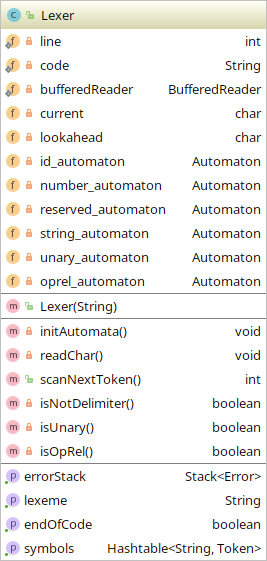 Lexer
line int
code String
bufferedReader BufferedReader
current char
lookahead char
id_automaton Automaton
number_automaton Automaton
reserved_automaton Automaton
string_automaton Automaton
unary_automaton Automaton
oprel_automaton Automaton
Lexer(String)
initAutomata() void
readChar() void
scanNextToken() int
isNotDelimiter() boolean
isUnary() boolean
isOpRel() boolean
errorStack Stack<Error>
lexeme String
endOfCode boolean
symbols Hashtable<String, Token>